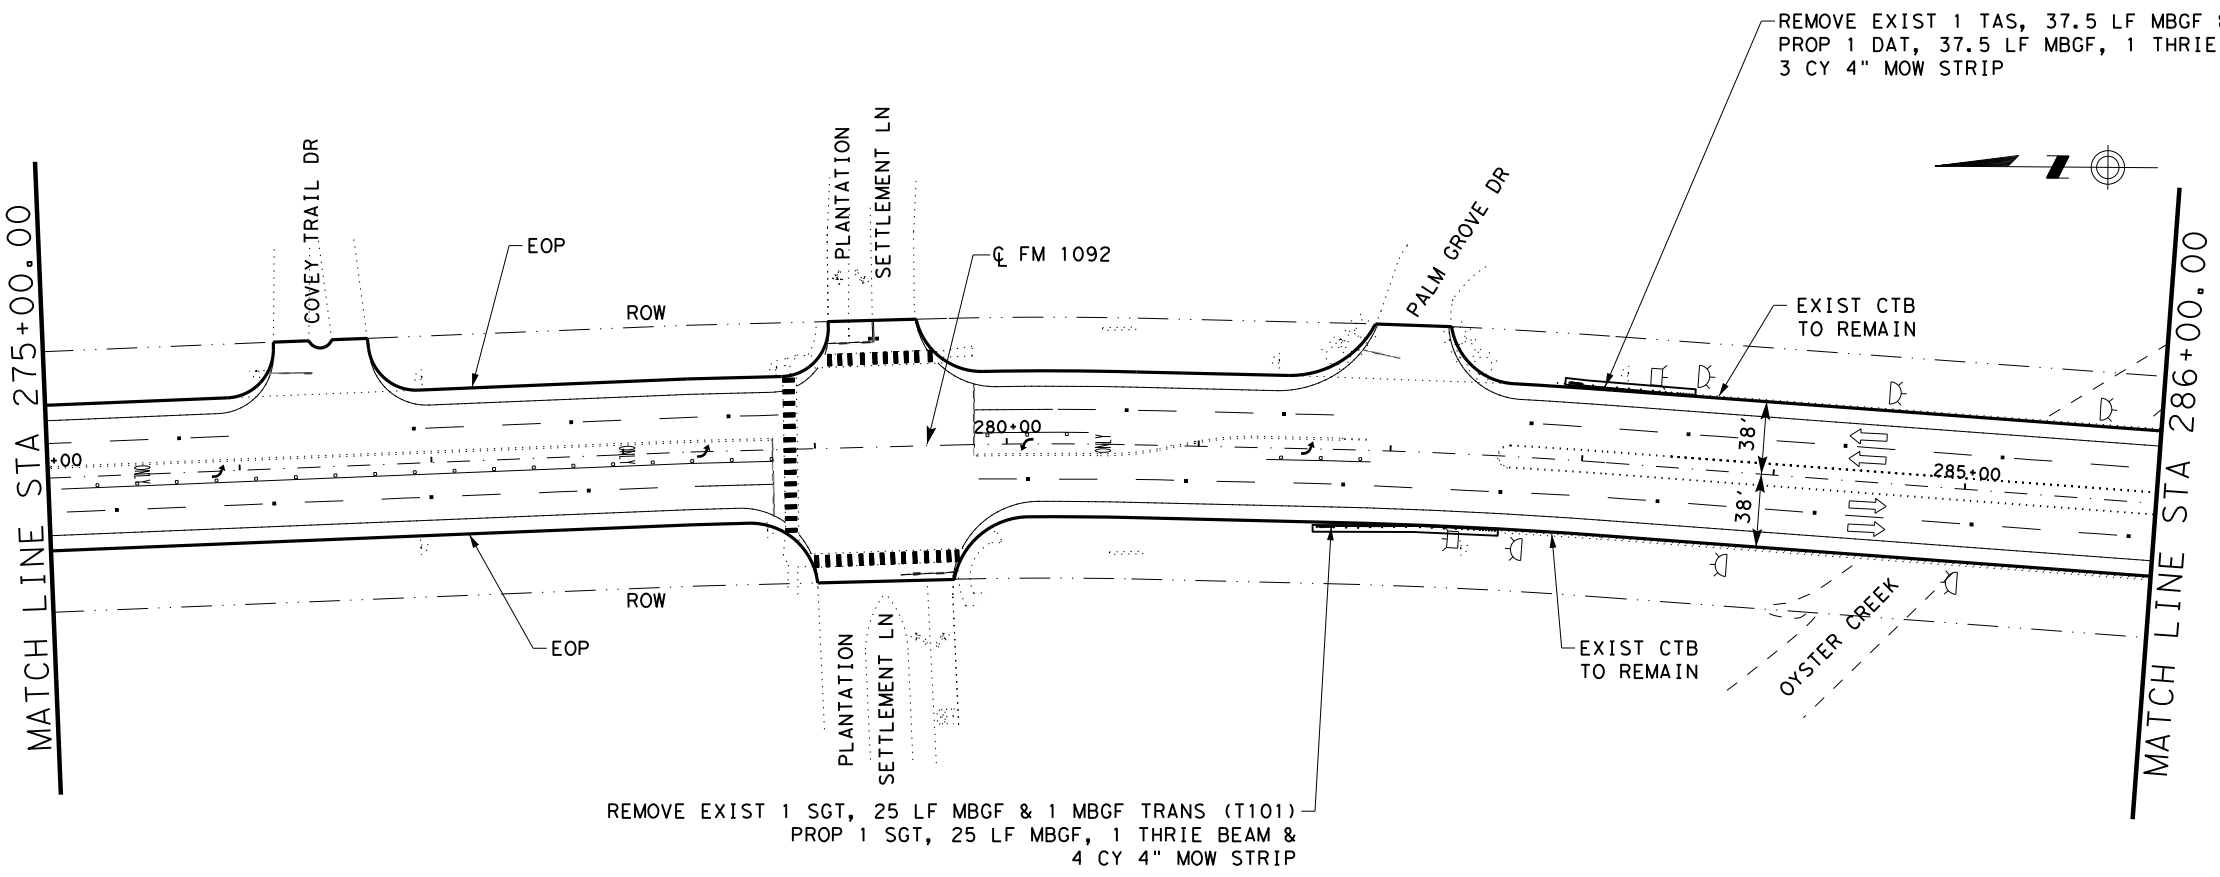 REMOVE EXIST 1 TAS, 37.5 LF MBGF
PROP 1 DAT, 37.5 LF MBGF, 1 THRIE
3 CY 4" MOW STRIP
COVEY TRAIL DR
PLANTATION
SETTLEMENT LN
PALM GROVE DR
EOP
℄ FM 1092
ROW
EXIST CTB
TO REMAIN
MATCH LINE STA 275+00.00
MATCH LINE STA 286+00.00
+00
ONLY
ONLY
280+00
ONLY
38'
38'
285+00
ROW
EOP
EXIST CTB
TO REMAIN
OYSTER CREEK
PLANTATION
SETTLEMENT LN
REMOVE EXIST 1 SGT, 25 LF MBGF & 1 MBGF TRANS (T101)
PROP 1 SGT, 25 LF MBGF, 1 THRIE BEAM &
4 CY 4" MOW STRIP